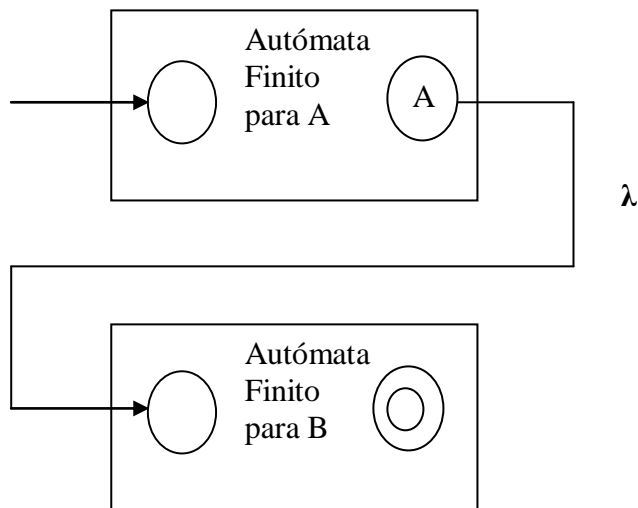 Autómata
Finito
para A
A
λ
Autómata
Finito
para B